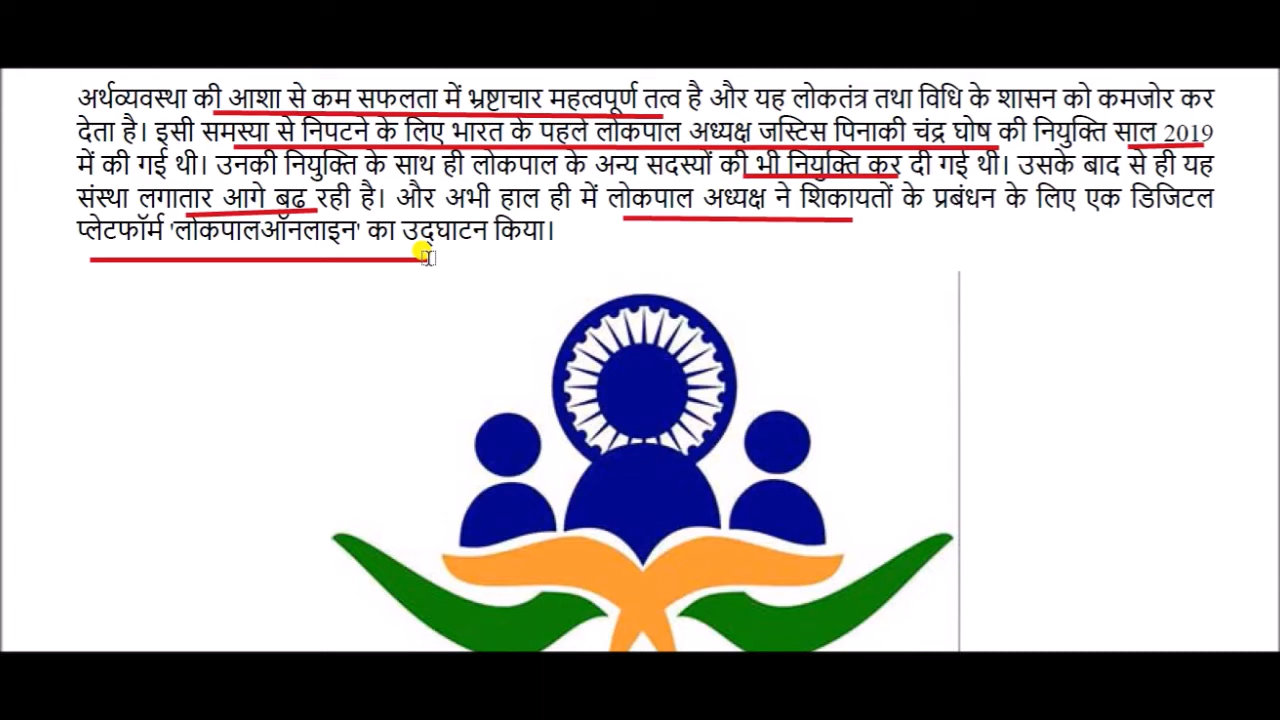 अर्थव्यवस्था की आशा से कम सफलता में भ्रष्टाचार महत्वपूर्ण तत्व है और यह लोकतंत्र तथा विधि के शासन को कमजोर कर
देता है। इसी समस्या से निपटने के लिए भारत के पहले लोकपाल अध्यक्ष जस्टिस पिनाकी चंद्र घोष की नियुक्ति साल 2019
में की गई थी। उनकी नियुक्ति के साथ ही लोकपाल के अन्य सदस्यों की भी नियुक्ति कर दी गई थी। उसके बाद से ही यह
संस्था लगातार आगे बढ़ रही है। और अभी हाल ही में लोकपाल अध्यक्ष ने शिकायतों के प्रबंधन के लिए एक डिजिटल
प्लेटफॉर्म 'लोकपालऑनलाइन' का उद्घाटन किया।